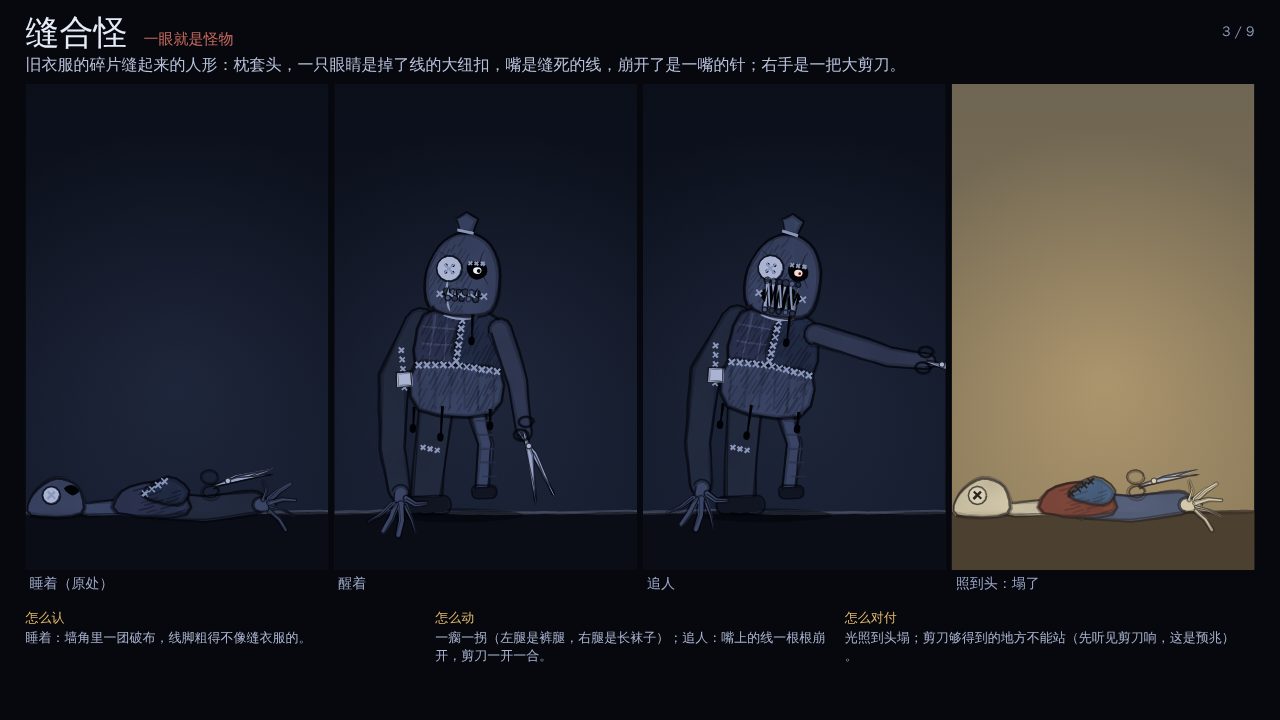 缝合怪 一眼就是怪物
3 / 9
旧衣服的碎片缝起来的人形：枕套头，一只眼睛是掉了线的大纽扣，嘴是缝死的线，崩开了是一嘴的针；右手是一把大剪刀。
睡着（原处）
醒着
追人
照到头：塌了
怎么认
睡着：墙角里一团破布，线脚粗得不像缝衣服的。
怎么动
一瘸一拐（左腿是裤腿，右腿是长袜子）；追人：嘴上的线一根根崩
开，剪刀一开一合。
怎么对付
光照到头塌；剪刀够得到的地方不能站（先听见剪刀响，这是预兆）
。